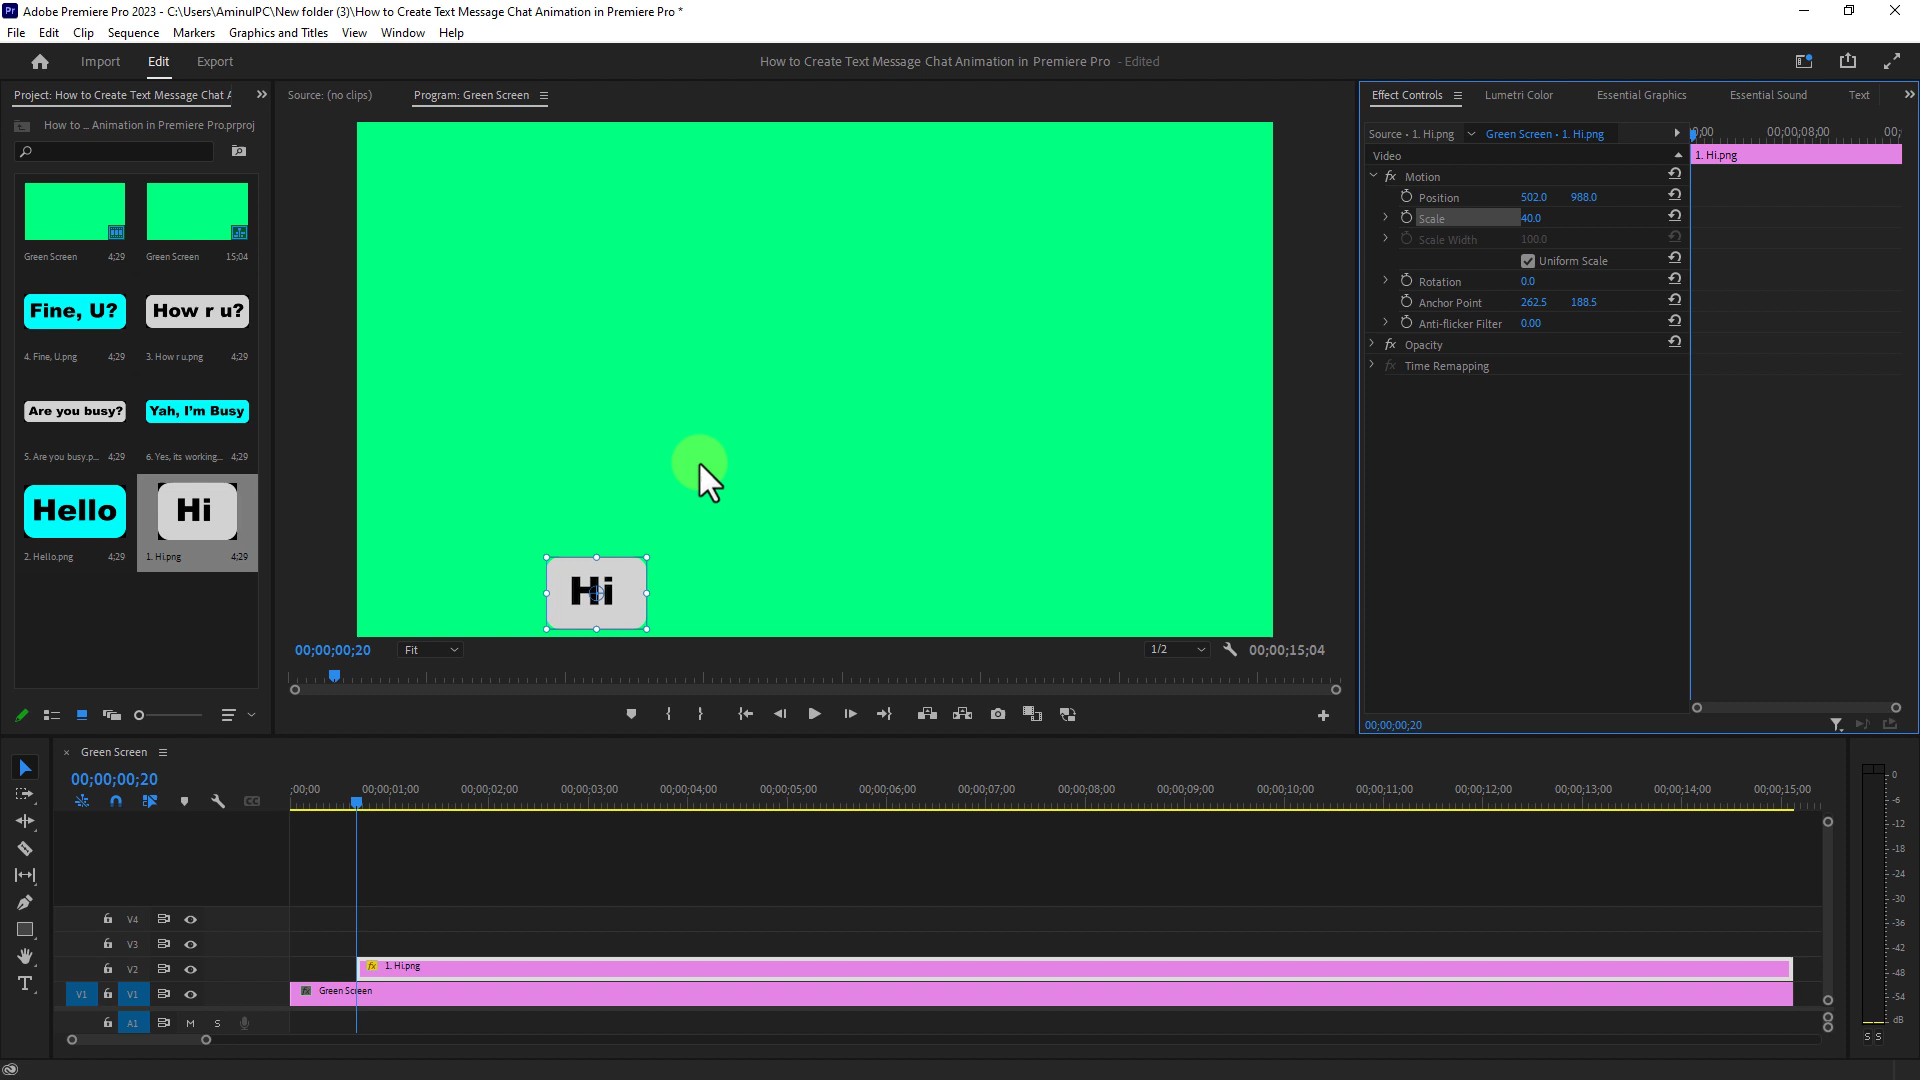 Pr Adobe Premiere Pro 2023 - C:\Users\AminulPC\New folder (3)\How to Create Text Message Chat Animation in Premiere Pro *
File Edit Clip Sequence Markers Graphics and Titles View Window Help
Import Edit Export
How to Create Text Message Chat Animation in Premiere Pro - Edited
Project: How to Create Text Message Chat A
How to ... Animation in Premiere Pro.prproj
Green Screen 4;29
Green Screen 15;04
Fine, U?
How r u?
4. Fine, U.png 4;29
3. How r u.png 4;29
Are you busy?
Yah, I'm Busy
5. Are you busy.p... 4;29
6. Yes, its working... 4;29
Hello
Hi
2. Hello.png 4;29
1. Hi.png 4;29
Source: (no clips)
Program: Green Screen
Hi
00;00;00;20
Fit
1/2
00;00;15;04
Effect Controls
Lumetri Color
Essential Graphics
Essential Sound
Text
Source • 1. Hi.png
Green Screen • 1. Hi.png
00;00;08;00
1. Hi.png
Video
fx Motion
Position 502.0 988.0
Scale 40.0
Scale Width 100.0
Uniform Scale
Rotation 0.0
Anchor Point 262.5 188.5
Anti-flicker Filter 0.00
fx Opacity
fx Time Remapping
00;00;00;20
× Green Screen
00;00;00;20
;00;00 00;00;01;00 00;00;02;00 00;00;03;00 00;00;04;00 00;00;05;00 00;00;06;00 00;00;07;00 00;00;08;00 00;00;09;00 00;00;10;00 00;00;11;00 00;00;12;00 00;00;13;00 00;00;14;00 00;00;15;00
V4
V3
V2
fx 1. Hi.png
V1 V1
fx Green Screen
A1 M S
0
-6
-12
-18
-24
-30
-36
-42
-48
-54
dB
S S